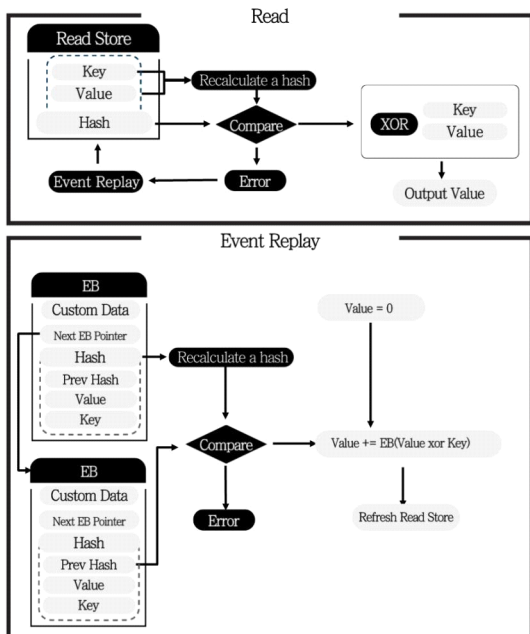 Read
Read Store
Key
Value
Hash
Recalculate a hash
Compare
Error
Event Replay
XOR
Key
Value
Output Value
Event Replay
EB
Custom Data
Next EB Pointer
Hash
Prev Hash
Value
Key
EB
Custom Data
Next EB Pointer
Hash
Prev Hash
Value
Key
Recalculate a hash
Compare
Error
Value = 0
Value += EB(Value xor Key)
Refresh Read Store